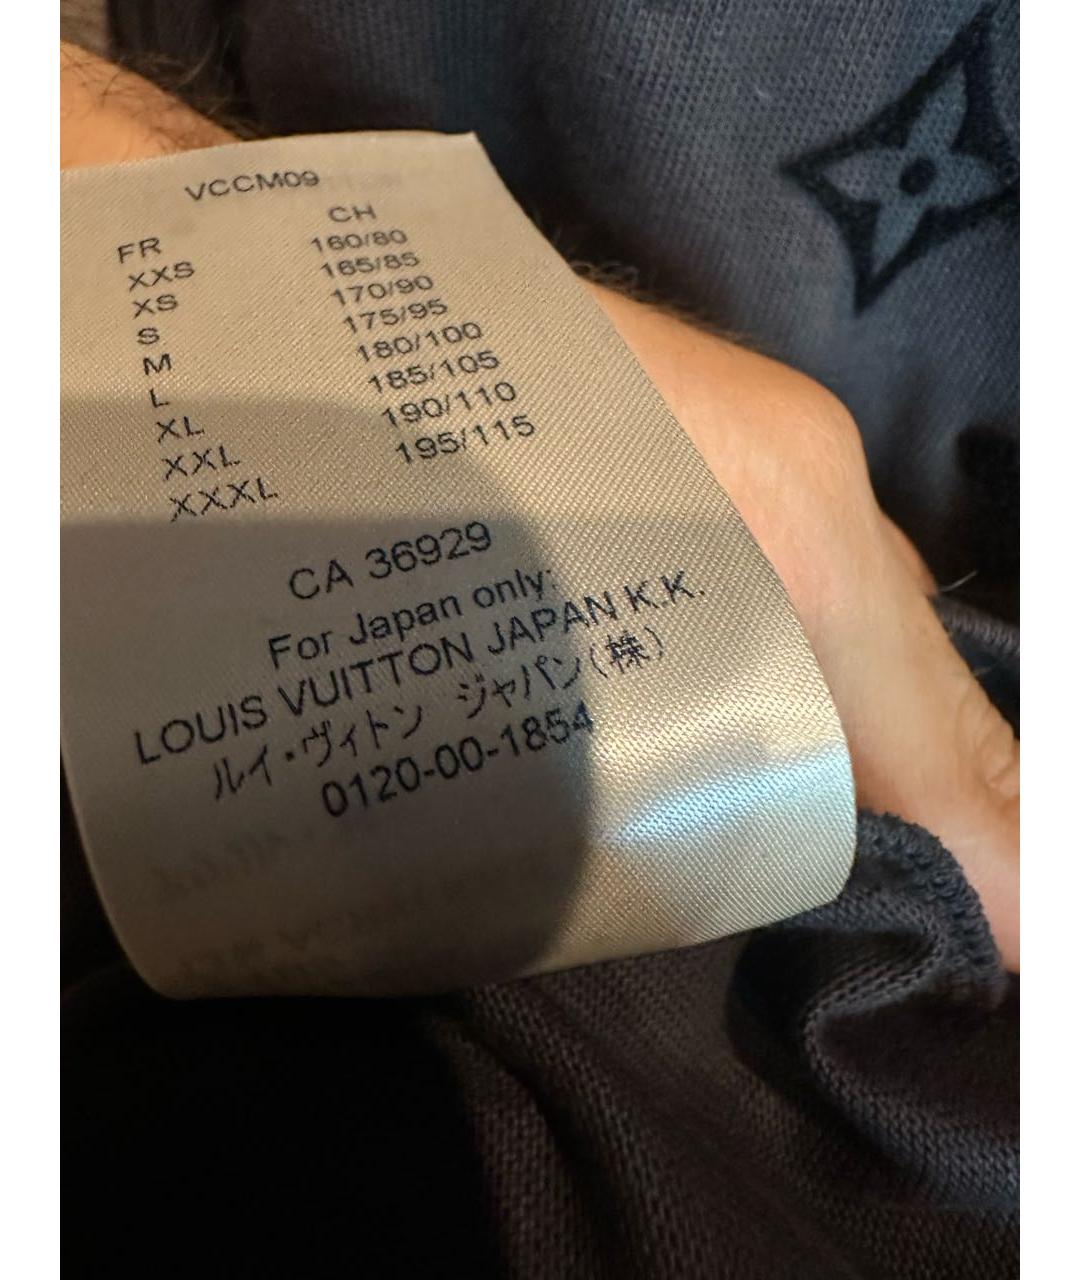 VCCM09
FR CH
XXS 160/80
XS 165/85
S 170/90
M 175/95
L 180/100
XL 185/105
XXL 190/110
XXXL 195/115
CA 36929
For Japan only:
LOUIS VUITTON JAPAN K.K.
ルイ・ヴィトン ジャパン(株)
0120-00-1854